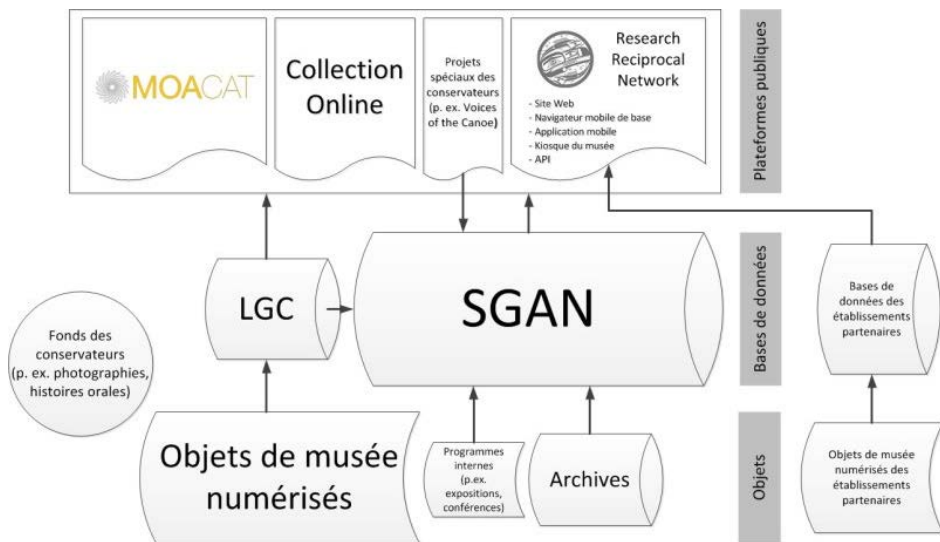 MOACAT
Collection
Online
Projets
spéciaux des
conservateurs
(p. ex. Voices
of the Canoe)
Research
Reciprocal
Network
- Site Web
- Navigateur mobile de base
- Application mobile
- Kiosque du musée
- API
Plateformes publiques
LGC
SGAN
Bases de données
Bases de
données des
établissements
partenaires
Fonds des
conservateurs
(p. ex. photographies,
histoires orales)
Objets de musée
numérisés
Programmes
internes
(p.ex.
expositions,
conférences)
Archives
Objets
Objets de musée
numérisés des
établissements
partenaires